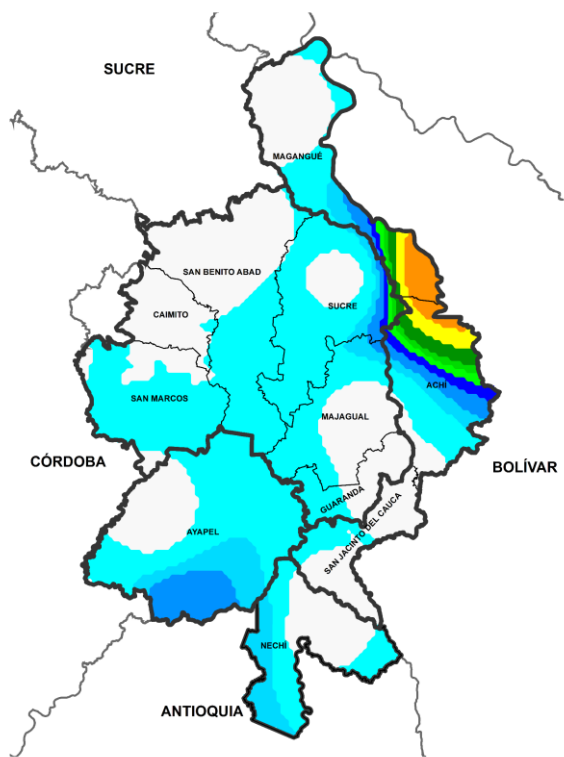 SUCRE
MAGANGUÉ
SAN BENITO ABAD
CAIMITO
SUCRE
ACHÍ
SAN MARCOS
MAJAGUAL
CÓRDOBA
BOLÍVAR
GUARANDA
AYAPEL
SAN JACINTO DEL CAUCA
NECHÍ
ANTIOQUIA